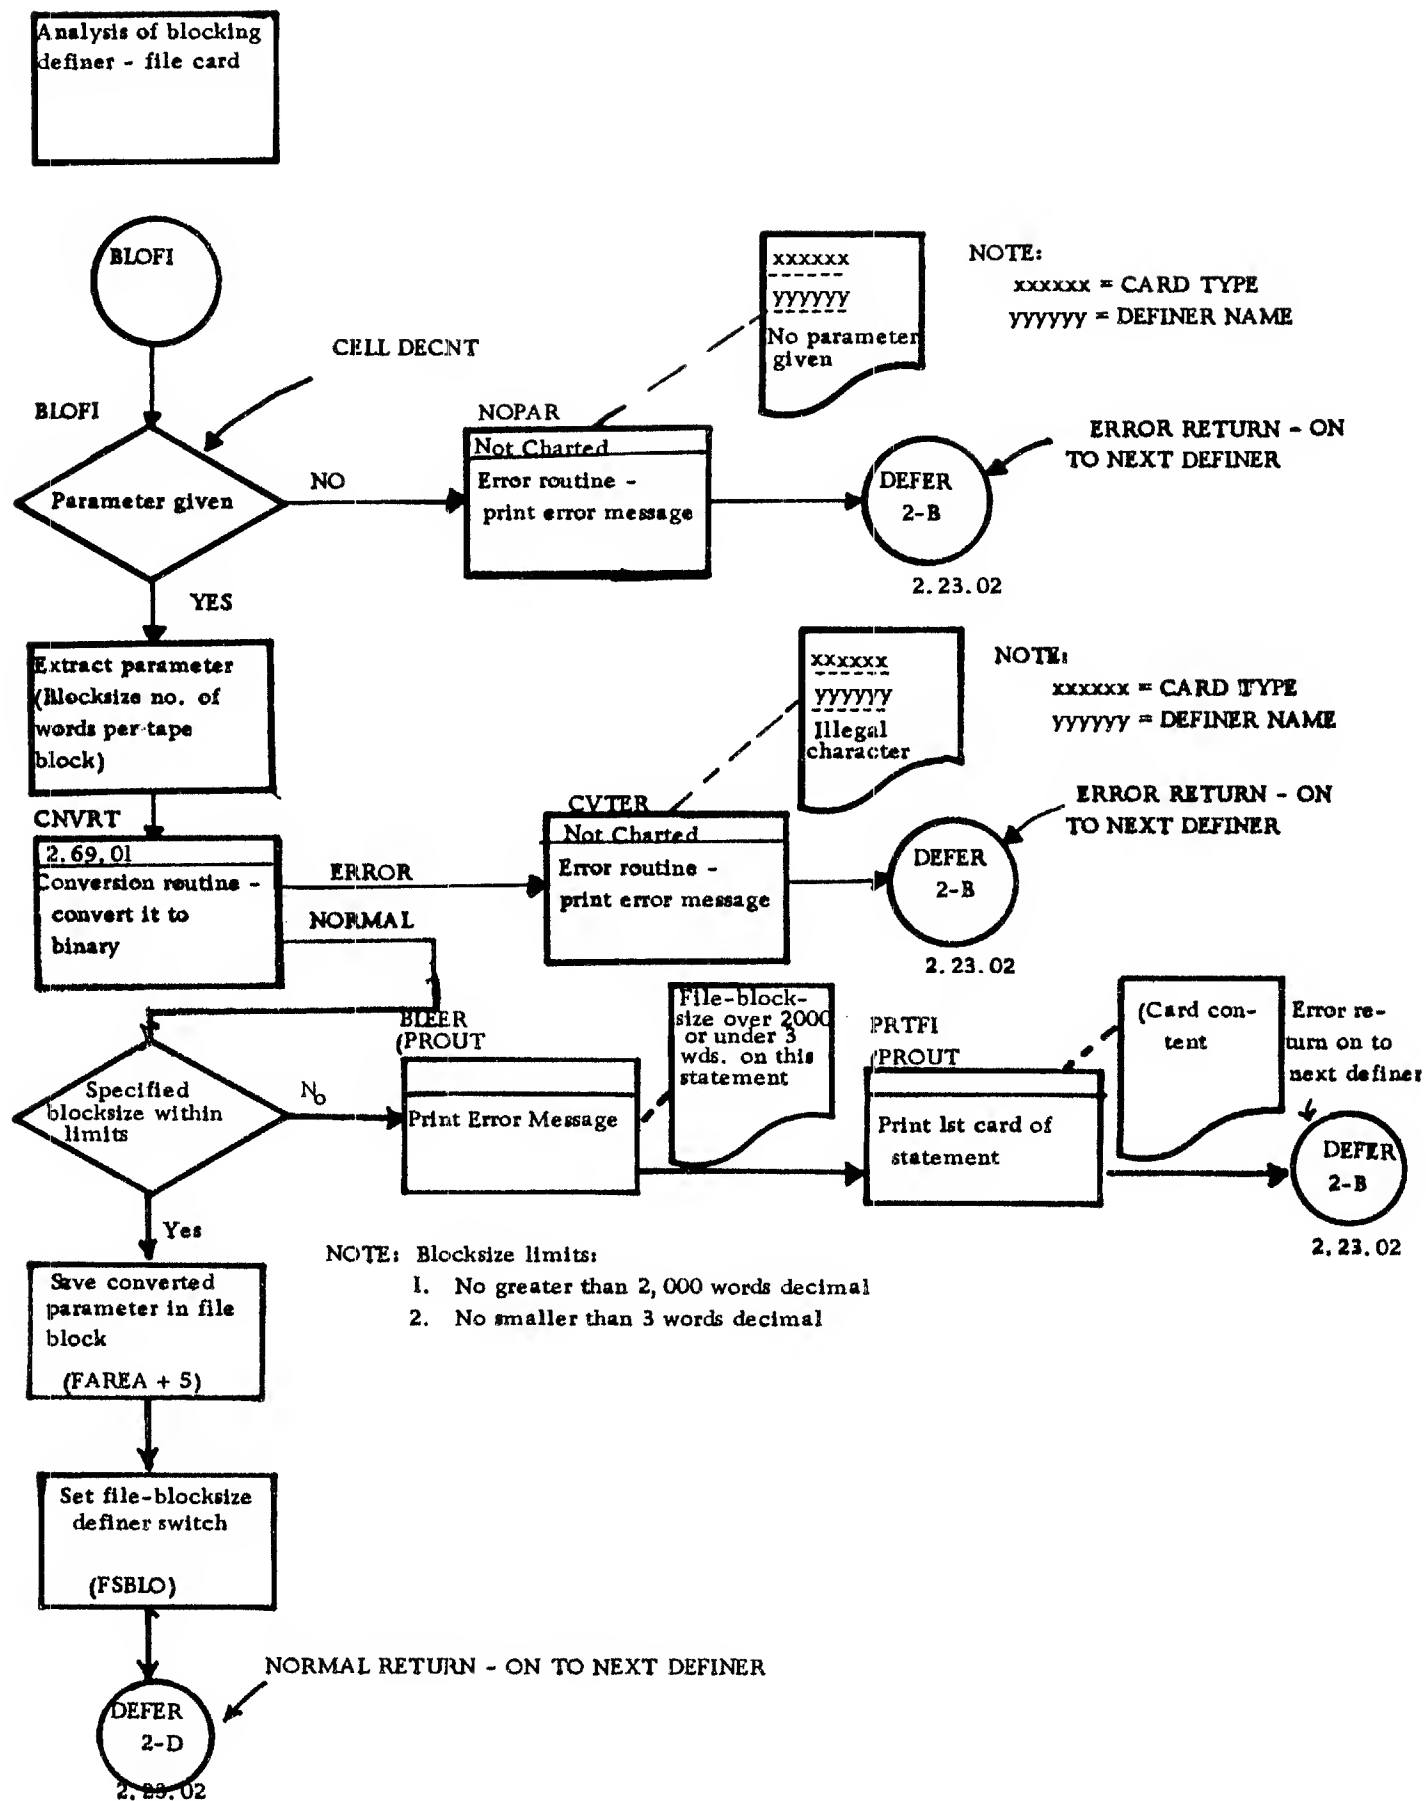 Analysis of blocking
definer - file card
BLOFI
CELL DECNT
BLOFI
Parameter given
NO
YES
NOPAR
Not Charted
Error routine -
print error message
xxxxxx
yyyyyy
No parameter
given
NOTE:
xxxxxx = CARD TYPE
yyyyyy = DEFINER NAME
ERROR RETURN - ON
TO NEXT DEFINER
DEFER
2-B
2.23.02
Extract parameter
(Blocksize no. of
words per tape
block)
CNVRT
2.69.01
Conversion routine -
convert it to
binary
ERROR
NORMAL
CVTER
Not Charted
Error routine -
print error message
xxxxxx
yyyyyy
Illegal
character
NOTE:
xxxxxx = CARD TYPE
yyyyyy = DEFINER NAME
ERROR RETURN - ON
TO NEXT DEFINER
DEFER
2-B
2.23.02
Specified
blocksize within
limits
No
Yes
BLEER
(PROUT
Print Error Message
File-block-
size over 2000
or under 3
wds. on this
statement
PRTFI
(PROUT
Print 1st card of
statement
(Card con-
tent
Error re-
turn on to
next definer
DEFER
2-B
2.23.02
NOTE: Blocksize limits:
1. No greater than 2,000 words decimal
2. No smaller than 3 words decimal
Save converted
parameter in file
block
(FAREA + 5)
Set file-blocksize
definer switch
(FSBLO)
NORMAL RETURN - ON TO NEXT DEFINER
DEFER
2-D
2.23.02